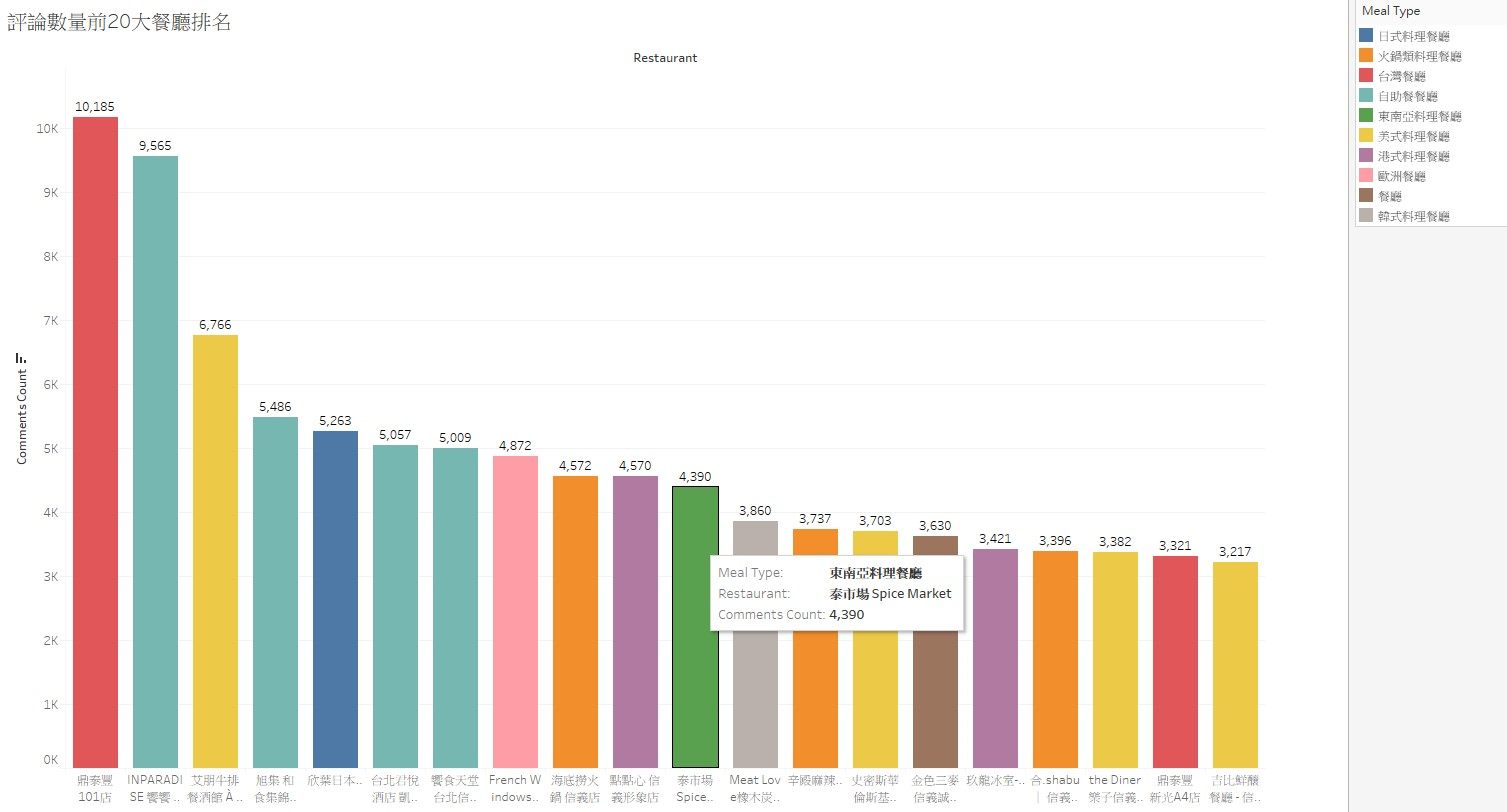 評論數量前20大餐廳排名
Restaurant
Comments Count
10K
9K
8K
7K
6K
5K
4K
3K
2K
1K
0K
10,185
9,565
6,766
5,486
5,263
5,057
5,009
4,872
4,572
4,570
4,390
3,860
3,737
3,703
3,630
3,421
3,396
3,382
3,321
3,217
Meal Type: 東南亞料理餐廳
Restaurant: 泰市場 Spice Market
Comments Count: 4,390
鼎泰豐
101店
INPARADI
SE 饗饗 ..
艾朋牛排
餐酒館 À ..
旭集 和
食集錦..
欣葉日本..
台北君悅
酒店 凱..
饗食天堂
台北信..
French W
indows..
海底撈火
鍋 信義店
點點心 信
義形象店
泰市場
Spice..
Meat Lov
e橡木炭..
辛殿麻辣..
史密斯華
倫斯基..
金色三麥
信義誠..
玖龍冰室-..
合.shabu
｜ 信義..
the Diner
樂子信義..
鼎泰豐
新光A4店
吉比鮮釀
餐廳 - 信..
Meal Type
日式料理餐廳
火鍋類料理餐廳
台灣餐廳
自助餐餐廳
東南亞料理餐廳
美式料理餐廳
港式料理餐廳
歐洲餐廳
餐廳
韓式料理餐廳